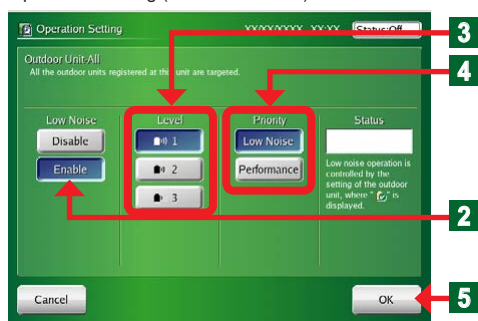 Operation Setting XX/XX/XXXX XX:XX Status:Off
3
Outdoor Unit-All
All the outdoor units registered at this unit are targeted.
4
Low Noise Level Priority Status
Disable 1 Low Noise
Enable 2 Performance
Low noise operation is
controlled by the
setting of the outdoor
unit, where " " is
displayed.
3
2
Cancel OK
5